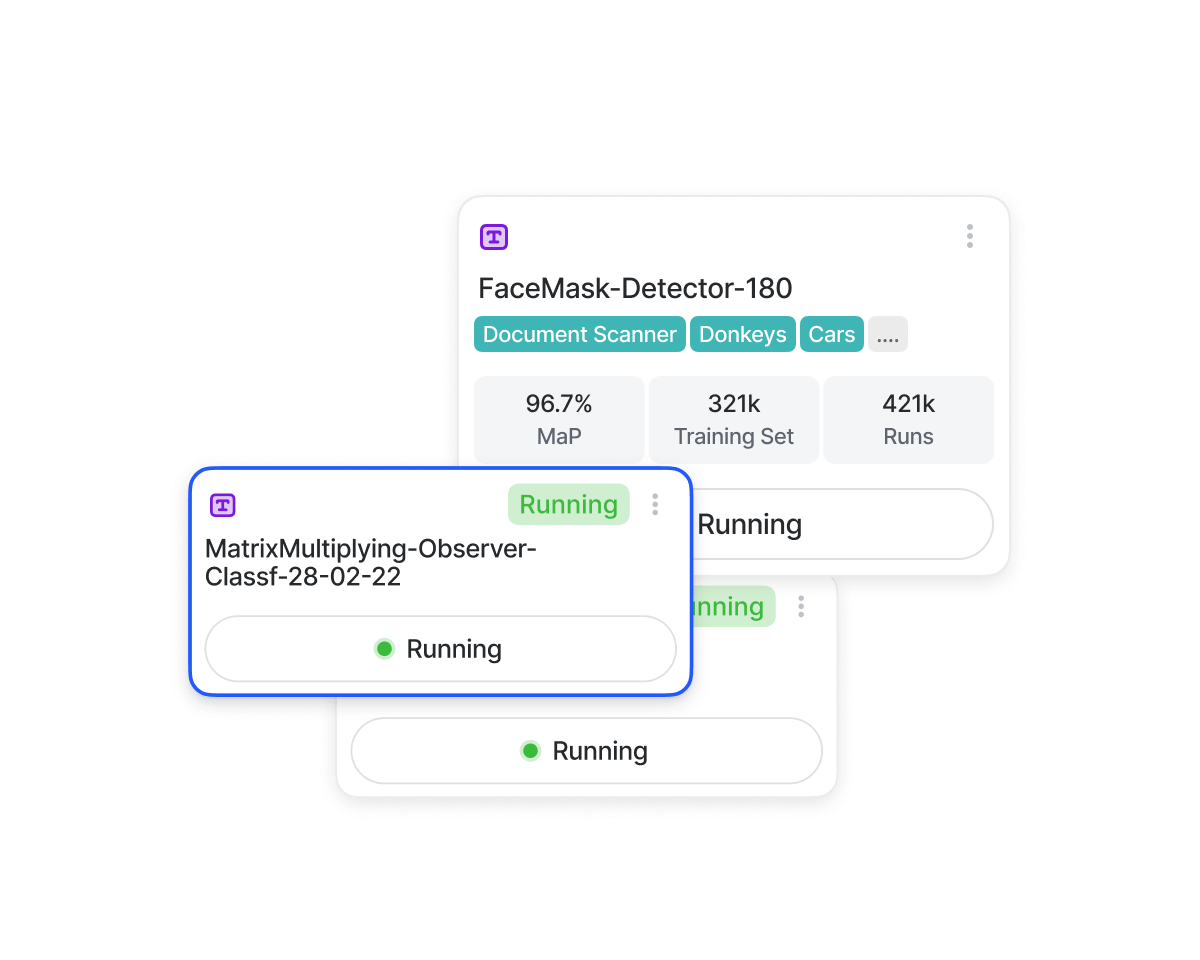 T
FaceMask-Detector-180
Document Scanner Donkeys Cars ....
96.7% 321k 421k
MaP Training Set Runs
Running
T Running
MatrixMultiplying-Observer-
Classf-28-02-22
Running
nning
Running